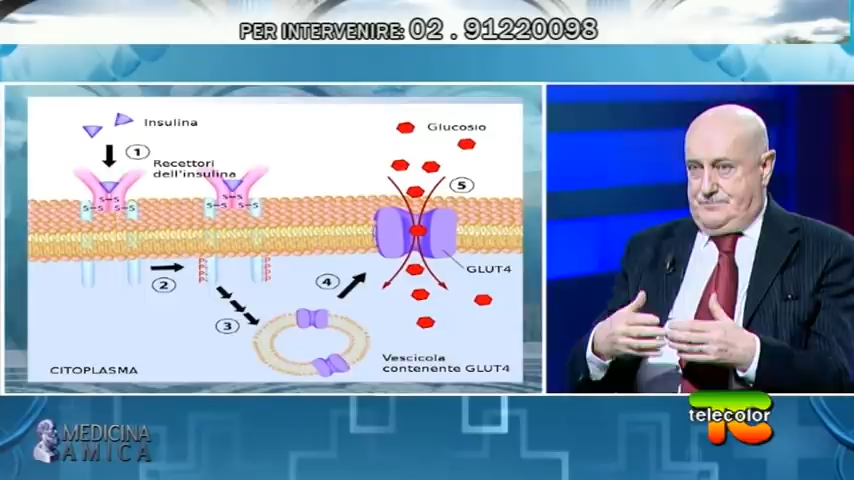 PER INTERVENIRE: 02 . 91220098
Insulina
1
Recettori
dell'insulina
S-S
S-S S-S
S-S
S-S S-S
Glucosio
5
GLUT4
2
3
4
CITOPLASMA
Vescicola
contenente GLUT4
MEDICINA
AMICA
telecolor
TC